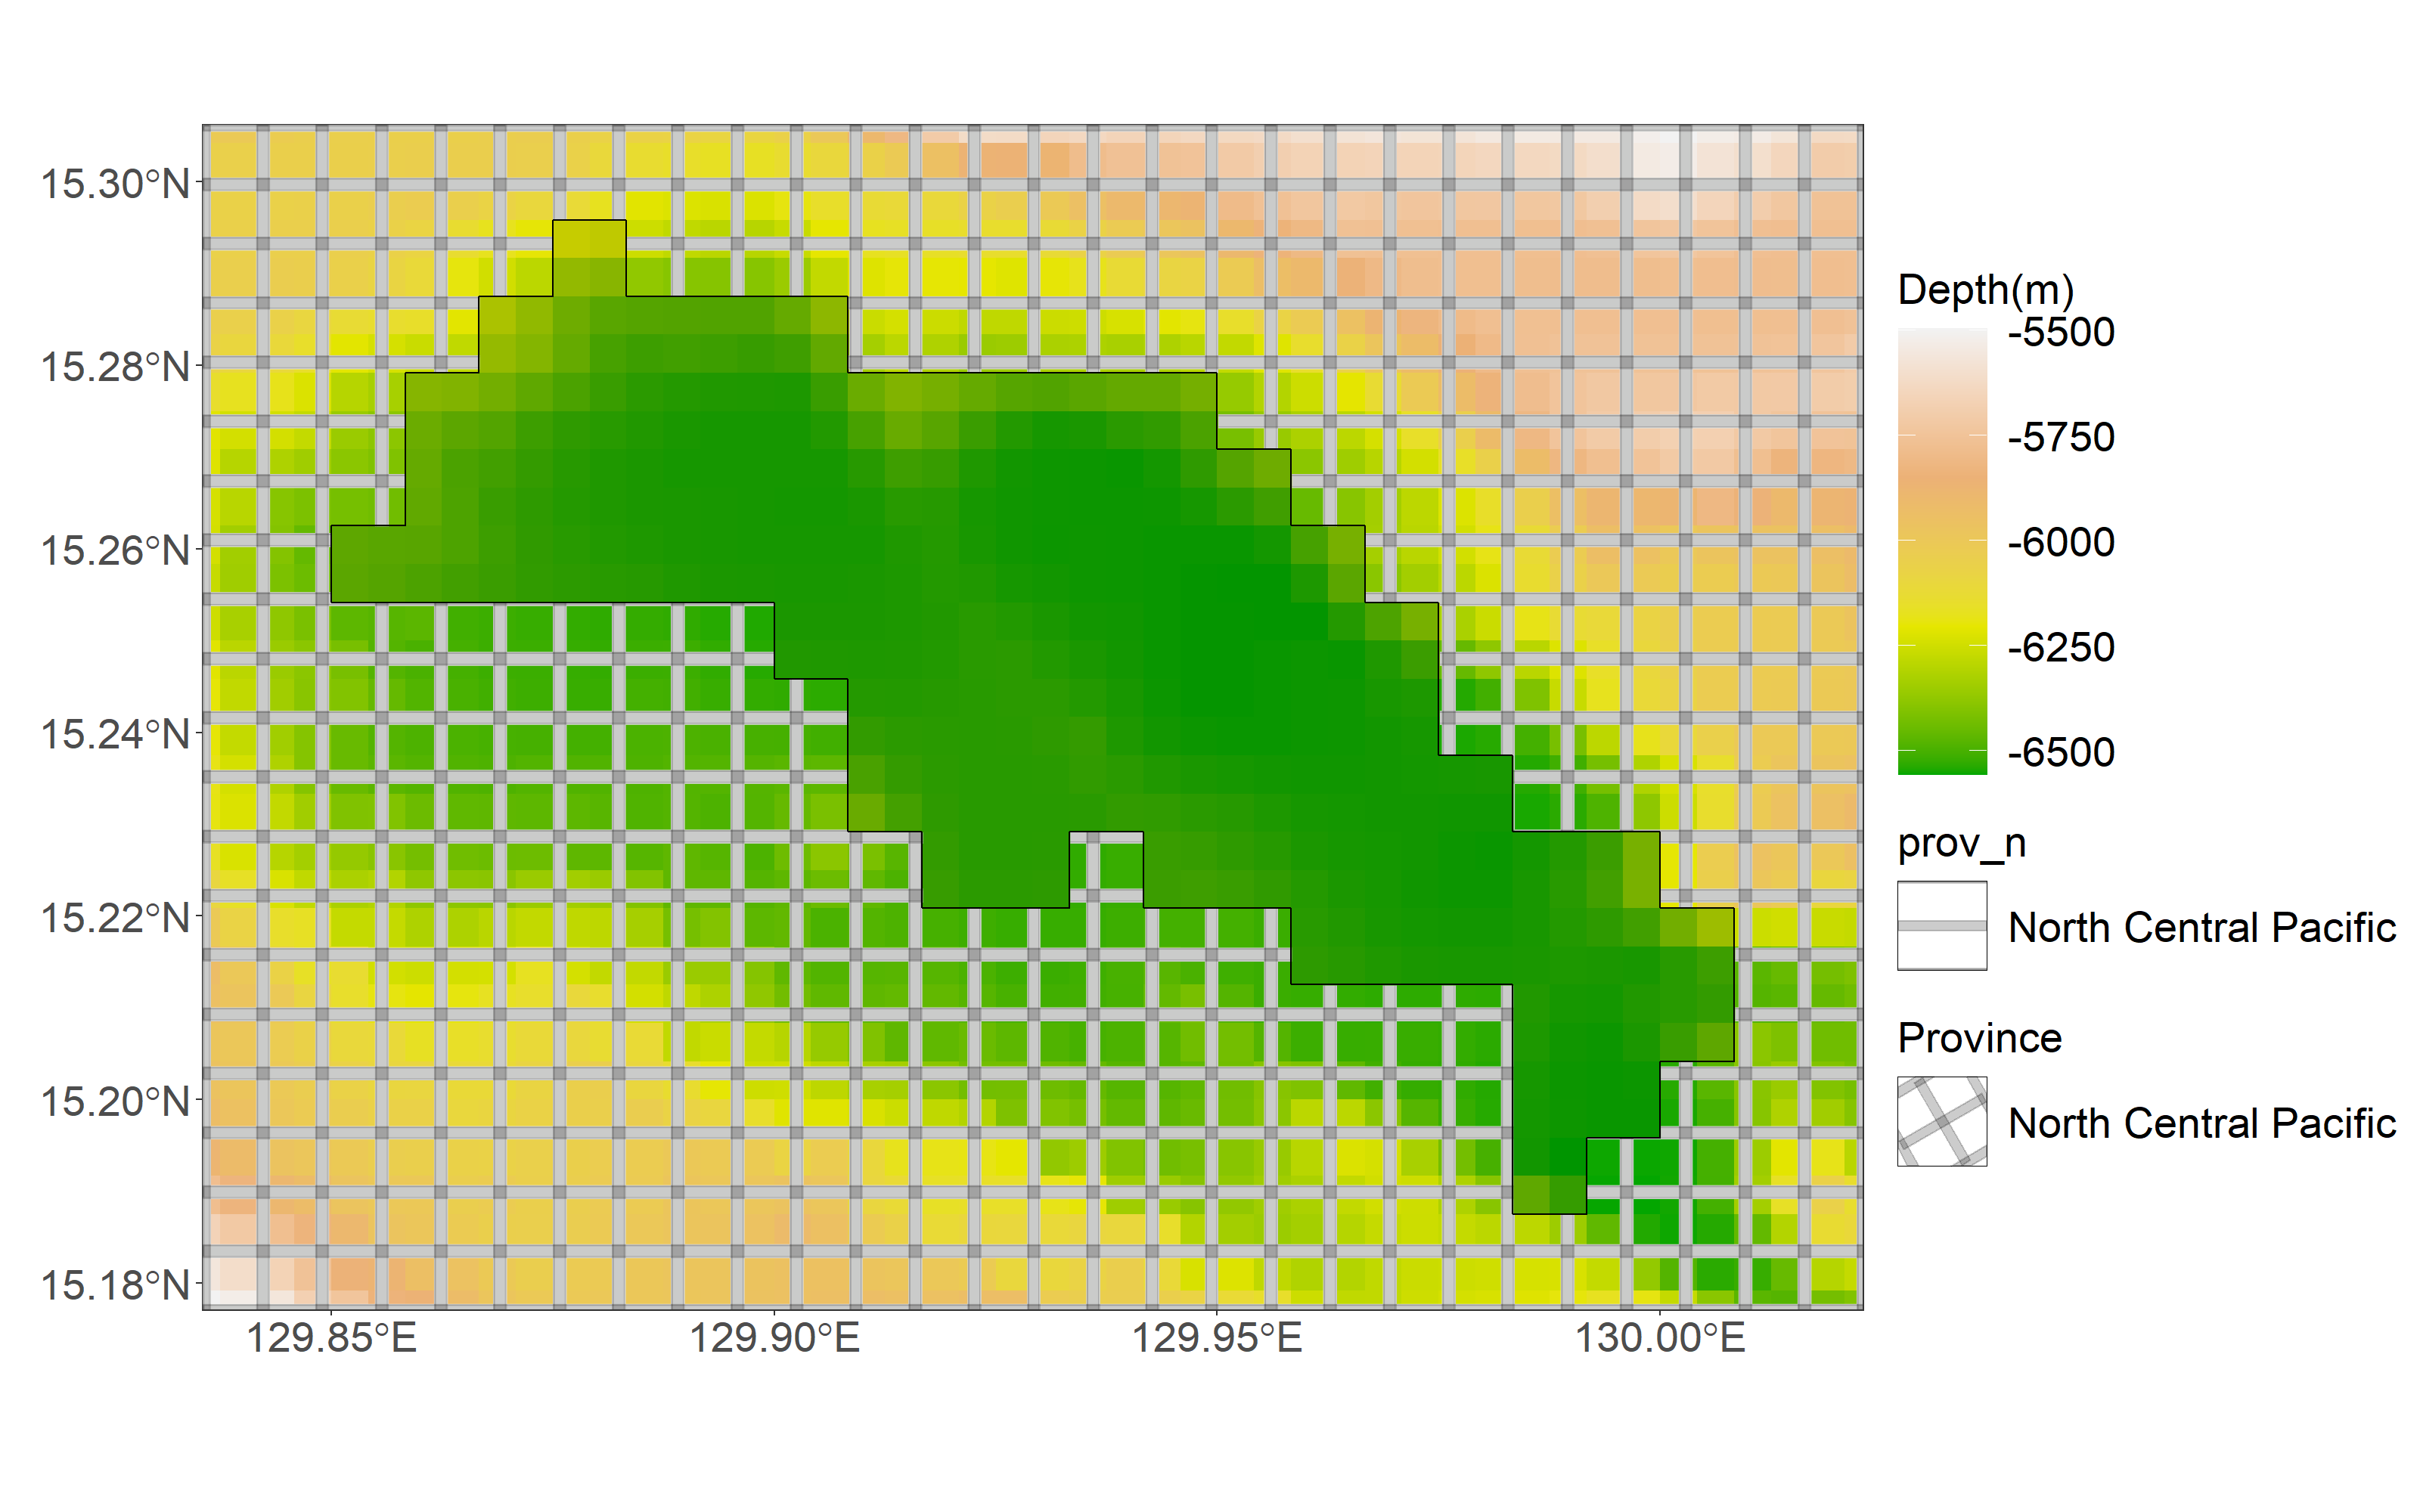 15.30°N
15.28°N
15.26°N
15.24°N
15.22°N
15.20°N
15.18°N
129.85°E
129.90°E
129.95°E
130.00°E
Depth(m)
-5500
-5750
-6000
-6250
-6500
prov_n
North Central Pacific
Province
North Central Pacific